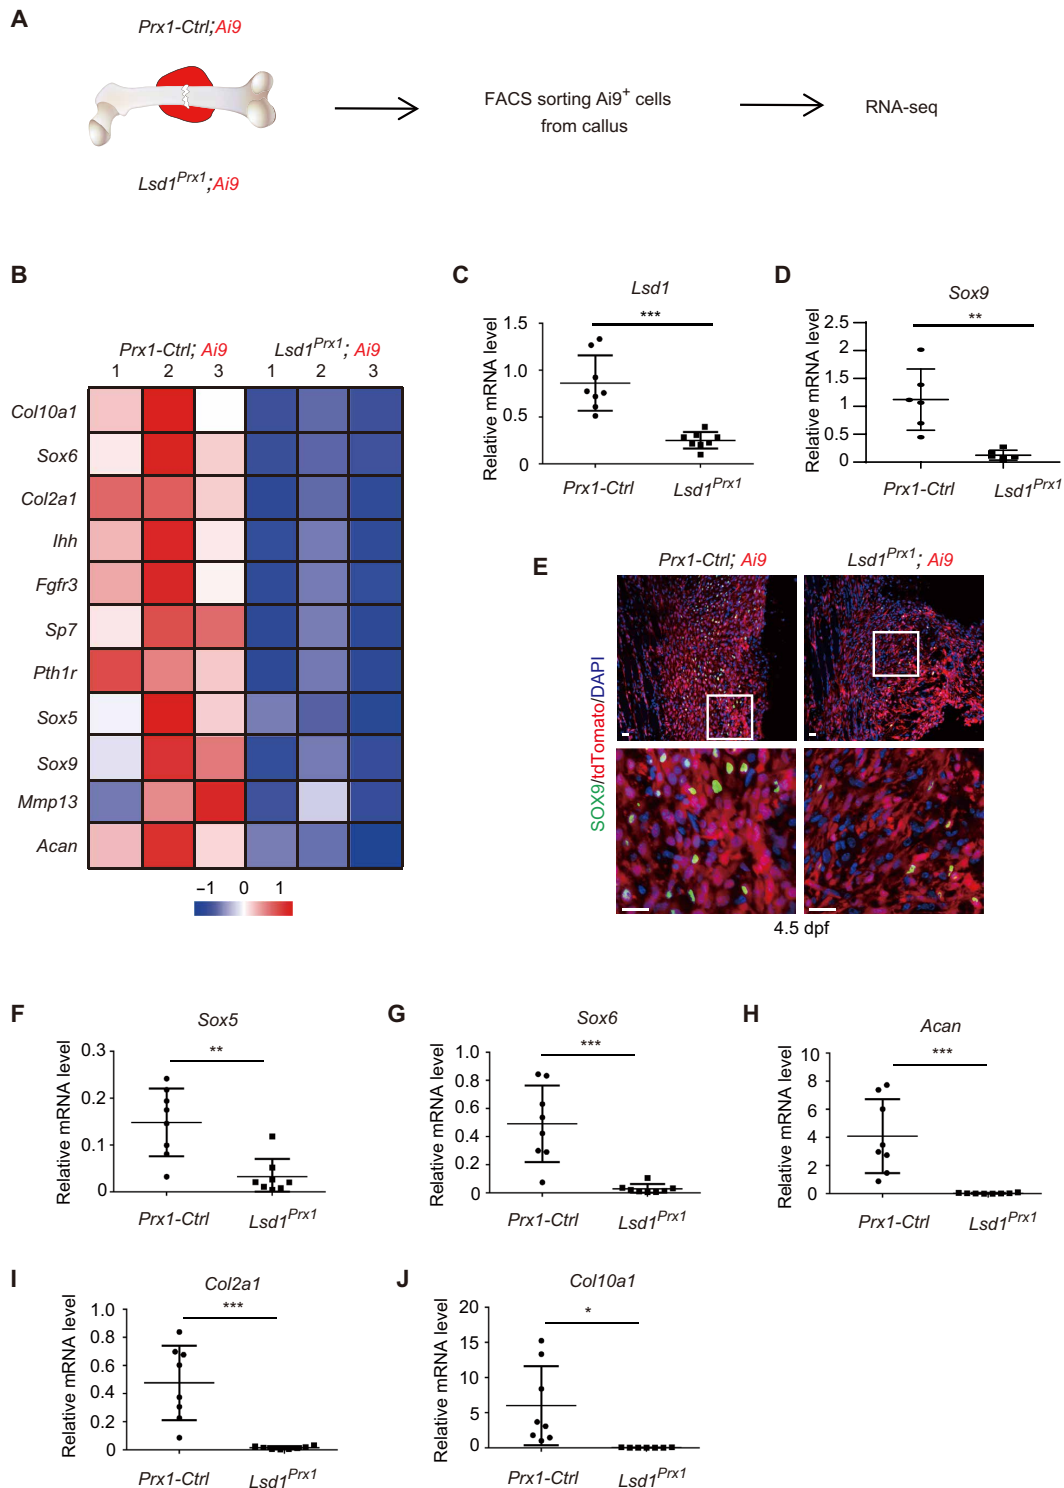 A
Prx1-Ctrl;Ai9
FACS sorting Ai9+ cells
from callus
RNA-seq
Lsd1Prx1;Ai9
B
Prx1-Ctrl; Ai9 Lsd1Prx1; Ai9
1 2 3 1 2 3
Col10a1
Sox6
Col2a1
Ihh
Fgfr3
Sp7
Pth1r
Sox5
Sox9
Mmp13
Acan
−1 0 1
C
Lsd1
***
Relative mRNA level
1.5
1.0
0.5
0
Prx1-Ctrl Lsd1Prx1
D
Sox9
**
Relative mRNA level
2.5
2
1.5
1
0.5
0
Prx1-Ctrl Lsd1Prx1
E
Prx1-Ctrl; Ai9 Lsd1Prx1; Ai9
SOX9/tdTomato/DAPI
4.5 dpf
F
Sox5
**
Relative mRNA level
0.3
0.2
0.1
0
Prx1-Ctrl Lsd1Prx1
G
Sox6
***
Relative mRNA level
1.0
0.8
0.6
0.4
0.2
0
Prx1-Ctrl Lsd1Prx1
H
Acan
***
Relative mRNA level
10
8
6
4
2
0
Prx1-Ctrl Lsd1Prx1
I
Col2a1
***
Relative mRNA level
1.0
0.8
0.6
0.4
0.2
0
Prx1-Ctrl Lsd1Prx1
J
Col10a1
*
Relative mRNA level
20
15
10
5
0
Prx1-Ctrl Lsd1Prx1